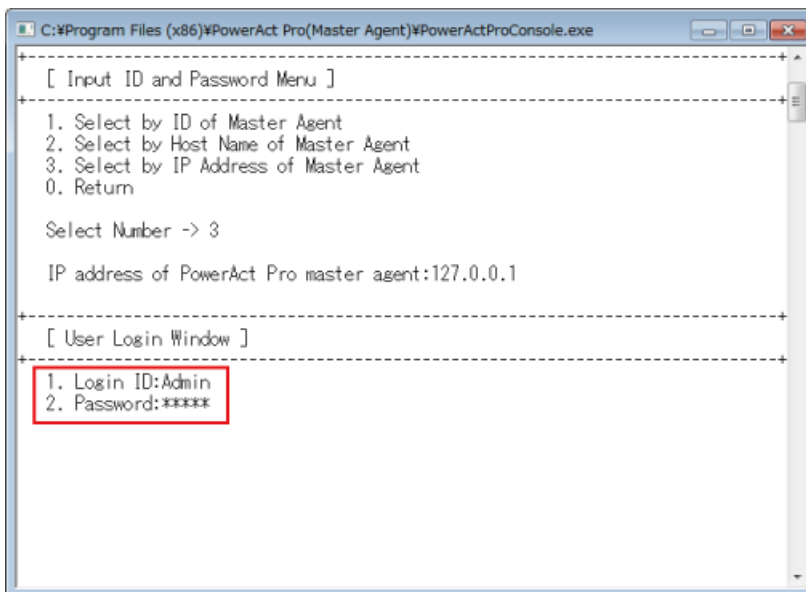 C:¥Program Files (x86)¥PowerAct Pro(Master Agent)¥PowerActProConsole.exe
[ Input ID and Password Menu ]
1. Select by ID of Master Agent
2. Select by Host Name of Master Agent
3. Select by IP Address of Master Agent
0. Return
Select Number -> 3
IP address of PowerAct Pro master agent:127.0.0.1
[ User Login Window ]
1. Login ID:Admin
2. Password:*****